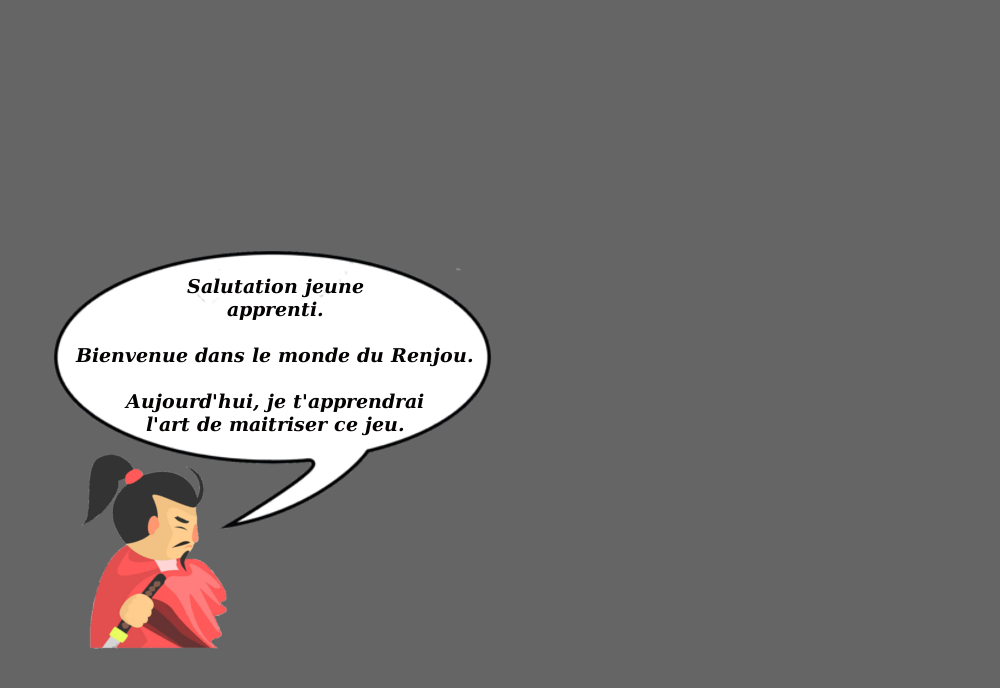 Salutation jeune
apprenti.
Bienvenue dans le monde du Renjou.
Aujourd'hui, je t'apprendrai
l'art de maitriser ce jeu.